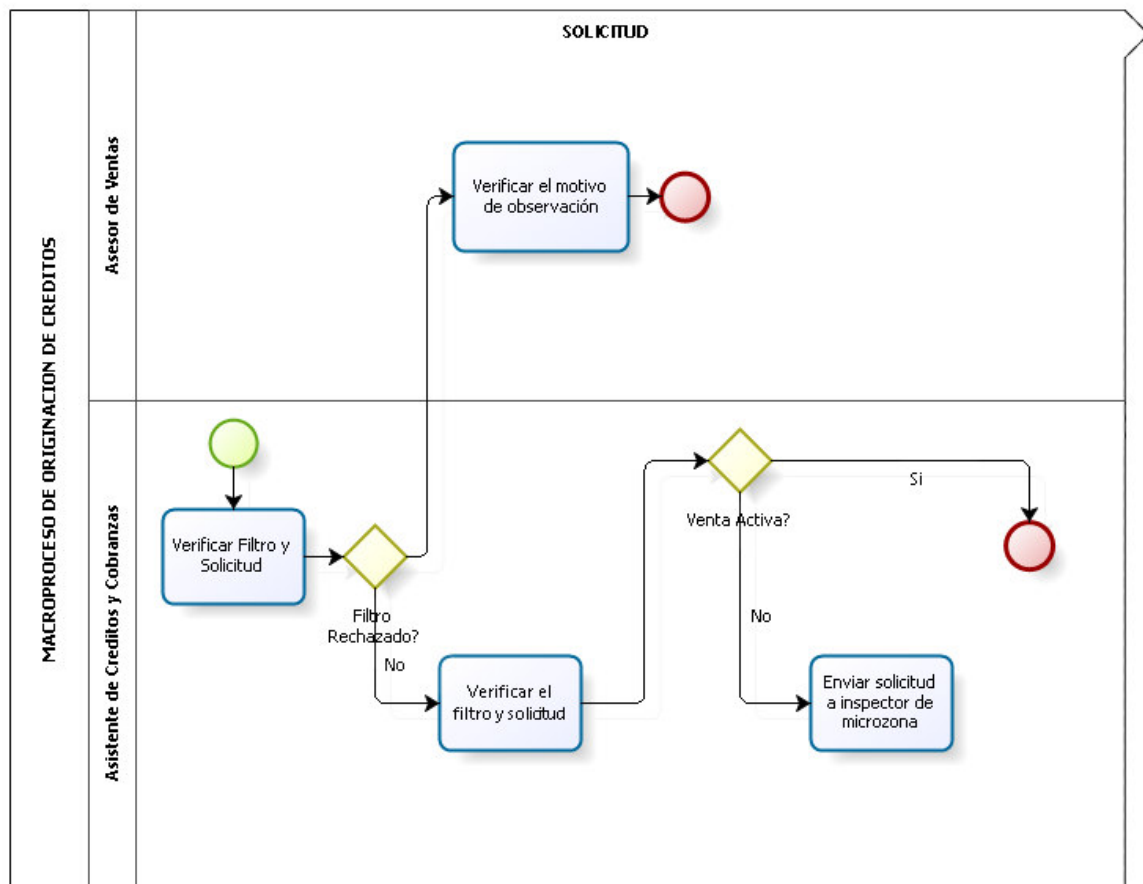 SOLICITUD
MACROPROCESO DE ORIGINACION DE CREDITOS
Asesor de Ventas
Verificar el motivo
de observación
Asistente de Creditos y Cobranzas
Verificar Filtro y
Solicitud
Filtro
Rechazado?
No
Verificar el
filtro y solicitud
Venta Activa?
Si
No
Enviar solicitud
a inspector de
microzona